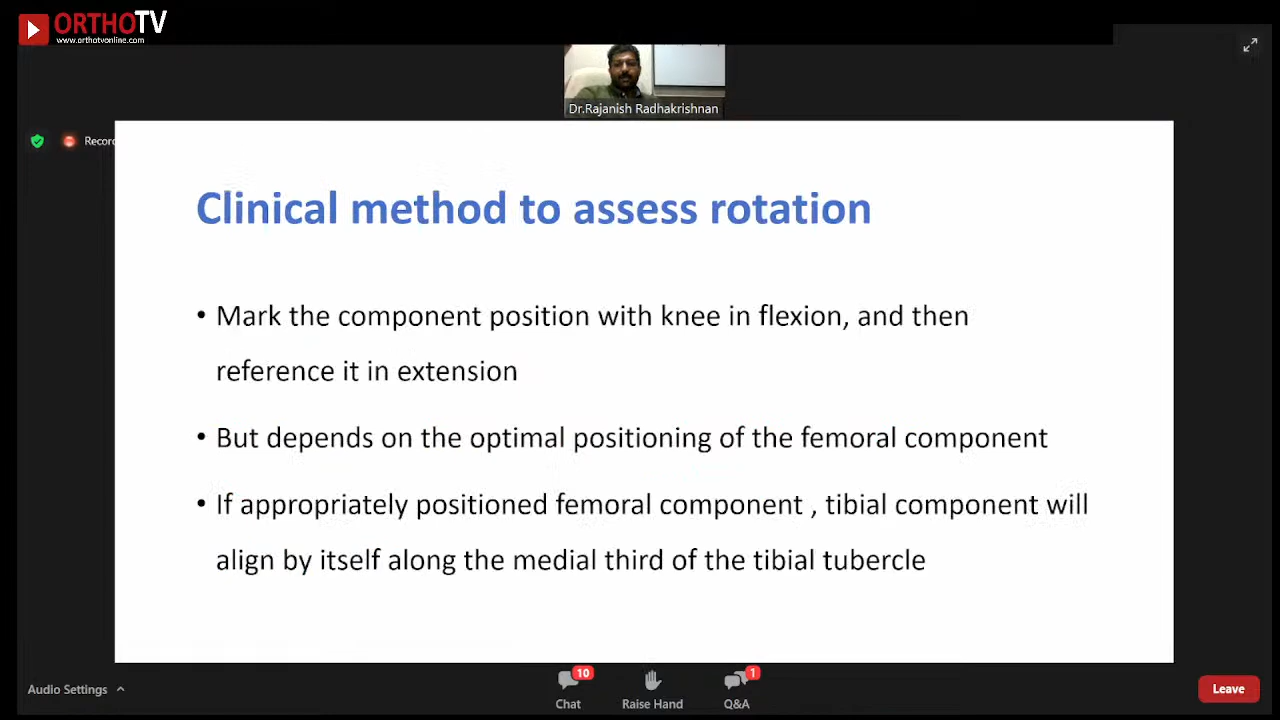 ORTHOTV
www.orthotvonline.com
Dr.Rajanish Radhakrishnan
Recor
Clinical method to assess rotation
• Mark the component position with knee in flexion, and then
reference it in extension
• But depends on the optimal positioning of the femoral component
• If appropriately positioned femoral component , tibial component will
align by itself along the medial third of the tibial tubercle
Audio Settings
10
Chat
Raise Hand
1
Q&A
Leave